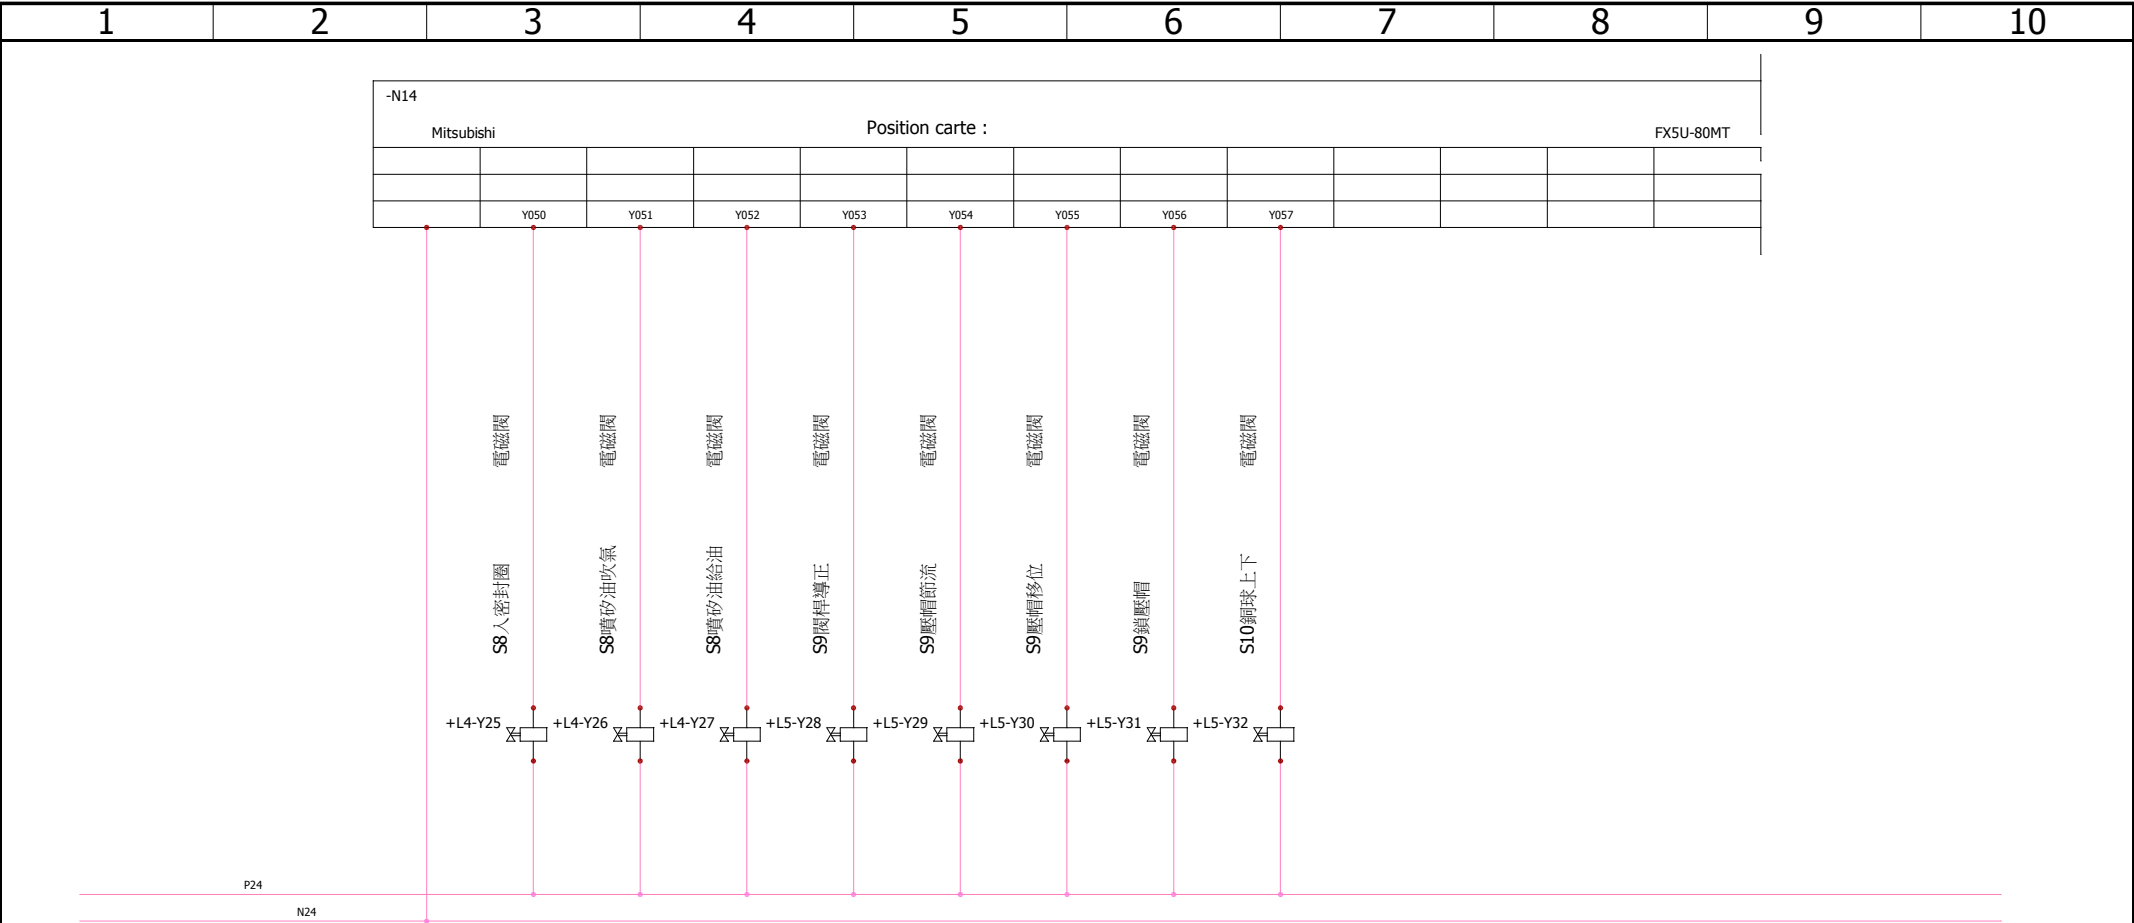 1 2 3 4 5 6 7 8 9 10
-N14
Mitsubishi Position carte : FX5U-80MT
Y050 Y051 Y052 Y053 Y054 Y055 Y056 Y057
電磁閥 電磁閥 電磁閥 電磁閥 電磁閥 電磁閥 電磁閥 電磁閥
S8入密封圈
S8噴矽油吹氣
S8噴矽油給油
S9閥桿導正
S9壓帽節流
S9壓帽移位
S9鎖壓帽
S10銅球上下
+L4-Y25 +L4-Y26 +L4-Y27 +L5-Y28 +L5-Y29 +L5-Y30 +L5-Y31 +L5-Y32
P24
N24